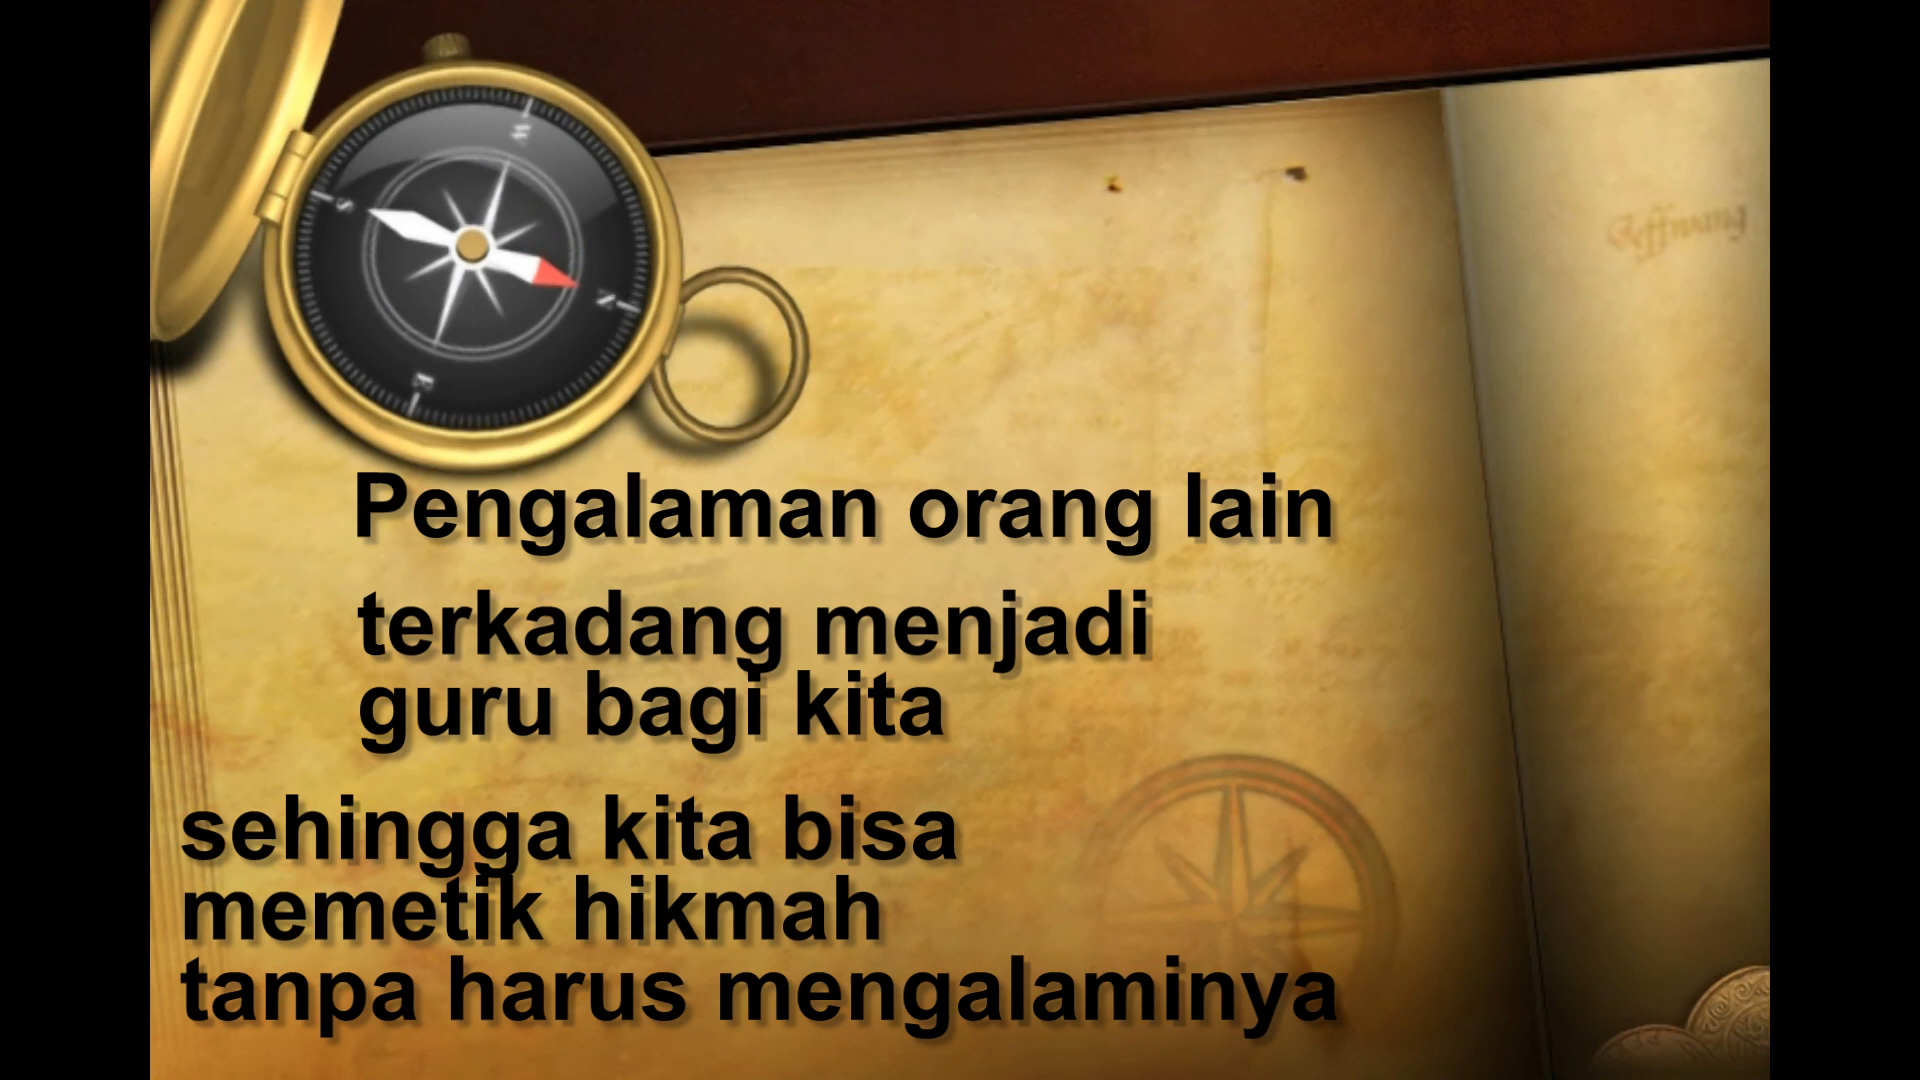 Pengalaman orang lain
terkadang menjadi
guru bagi kita
sehingga kita bisa
memetik hikmah
tanpa harus mengalaminya
W
S
N
E